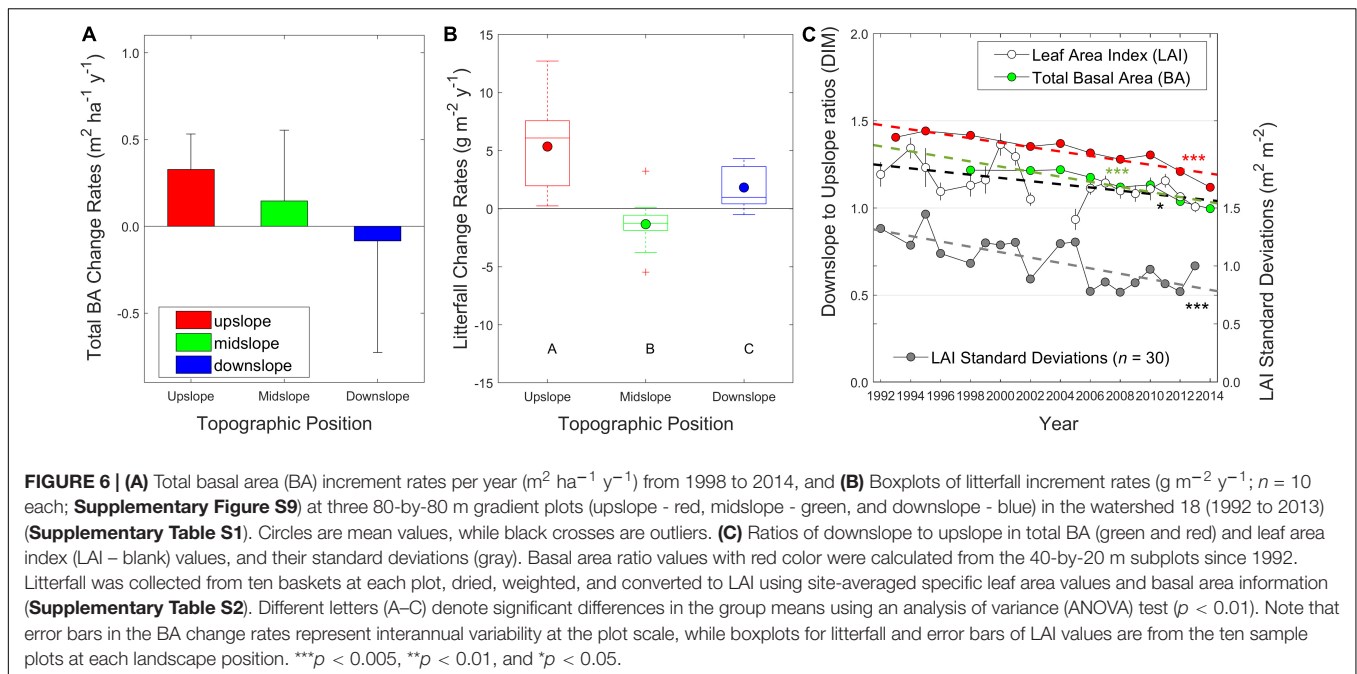 A
B
C
Total BA Change Rates (m² ha⁻¹ y⁻¹)
1.0
0.5
0.0
-0.5
upslope
midslope
downslope
Upslope Midslope Downslope
Topographic Position
Litterfall Change Rates (g m⁻² y⁻¹)
15
10
5
0
-5
-10
-15
A B C
Upslope Midslope Downslope
Topographic Position
Downslope to Upslope ratios (DIM)
2.0
1.5
1.0
0.5
0.0
Leaf Area Index (LAI)
Total Basal Area (BA)
***
***
*
***
LAI Standard Deviations (n = 30)
1.5
1.0
0.5
0.0
LAI Standard Deviations (m² m⁻²)
1992 1994 1996 1998 2000 2002 2004 2006 2008 2010 2012 2014
Year
FIGURE 6 | (A) Total basal area (BA) increment rates per year (m² ha⁻¹ y⁻¹) from 1998 to 2014, and (B) Boxplots of litterfall increment rates (g m⁻² y⁻¹; n = 10
each; Supplementary Figure S9) at three 80-by-80 m gradient plots (upslope - red, midslope - green, and downslope - blue) in the watershed 18 (1992 to 2013)
(Supplementary Table S1). Circles are mean values, while black crosses are outliers. (C) Ratios of downslope to upslope in total BA (green and red) and leaf area
index (LAI – blank) values, and their standard deviations (gray). Basal area ratio values with red color were calculated from the 40-by-20 m subplots since 1992.
Litterfall was collected from ten baskets at each plot, dried, weighted, and converted to LAI using site-averaged specific leaf area values and basal area information
(Supplementary Table S2). Different letters (A–C) denote significant differences in the group means using an analysis of variance (ANOVA) test (p < 0.01). Note that
error bars in the BA change rates represent interannual variability at the plot scale, while boxplots for litterfall and error bars of LAI values are from the ten sample
plots at each landscape position. ***p < 0.005, **p < 0.01, and *p < 0.05.